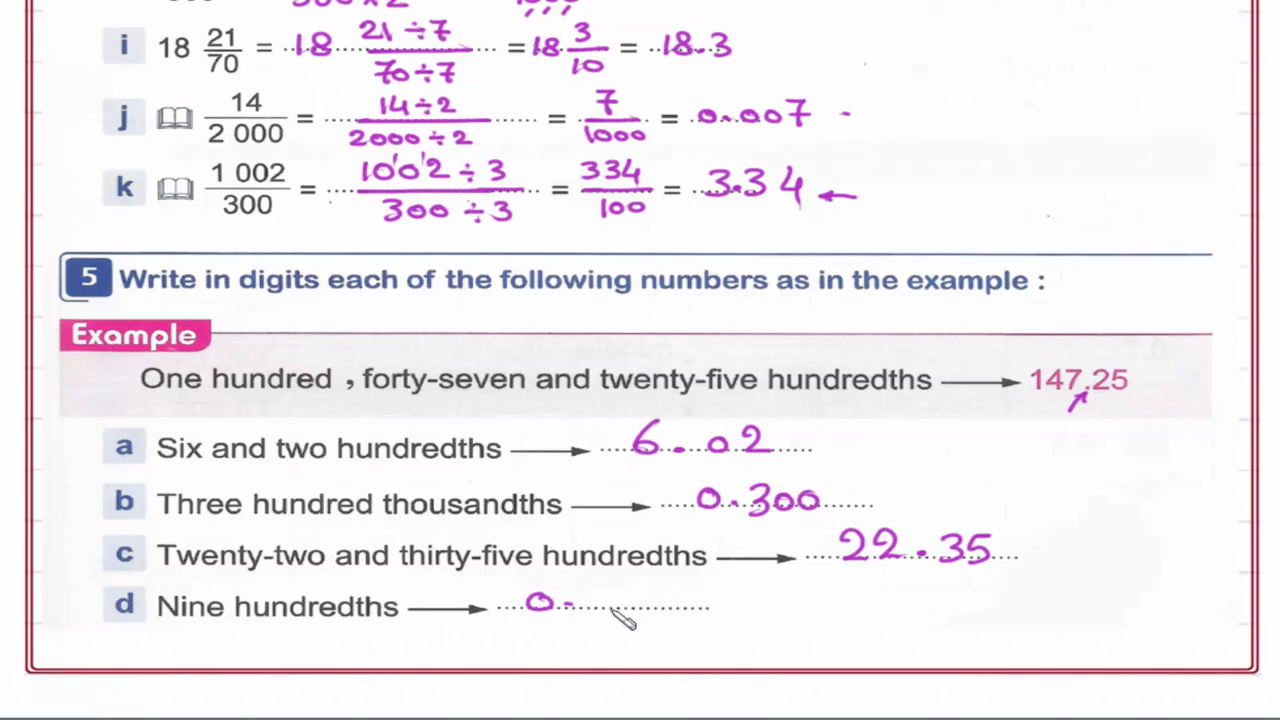 i 18 21/70 = 18 21÷7/70÷7 = 18 3/10 = 18.3
j 14/2 000 = 14÷2/2000÷2 = 7/1000 = 0.007
k 1 002/300 = 1002÷3/300÷3 = 334/100 = 3.34 ←
5 Write in digits each of the following numbers as in the example :
Example
One hundred , forty-seven and twenty-five hundredths → 147.25
a Six and two hundredths → 6.02
b Three hundred thousandths → 0.300
c Twenty-two and thirty-five hundredths → 22.35
d Nine hundredths → 0.